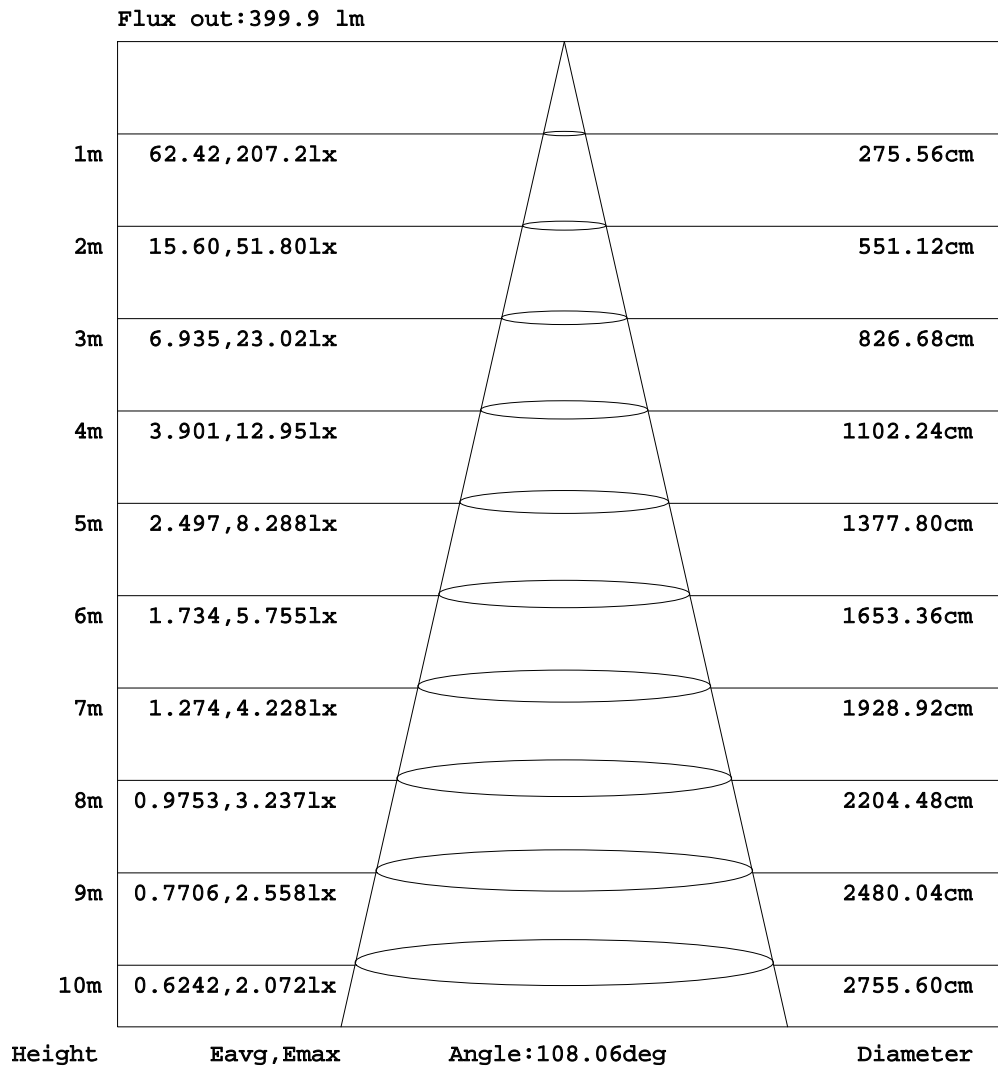 Flux out:399.9 lm
1m 62.42,207.2lx 275.56cm
2m 15.60,51.80lx 551.12cm
3m 6.935,23.02lx 826.68cm
4m 3.901,12.95lx 1102.24cm
5m 2.497,8.288lx 1377.80cm
6m 1.734,5.755lx 1653.36cm
7m 1.274,4.228lx 1928.92cm
8m 0.9753,3.237lx 2204.48cm
9m 0.7706,2.558lx 2480.04cm
10m 0.6242,2.072lx 2755.60cm
Height Eavg,Emax Angle:108.06deg Diameter